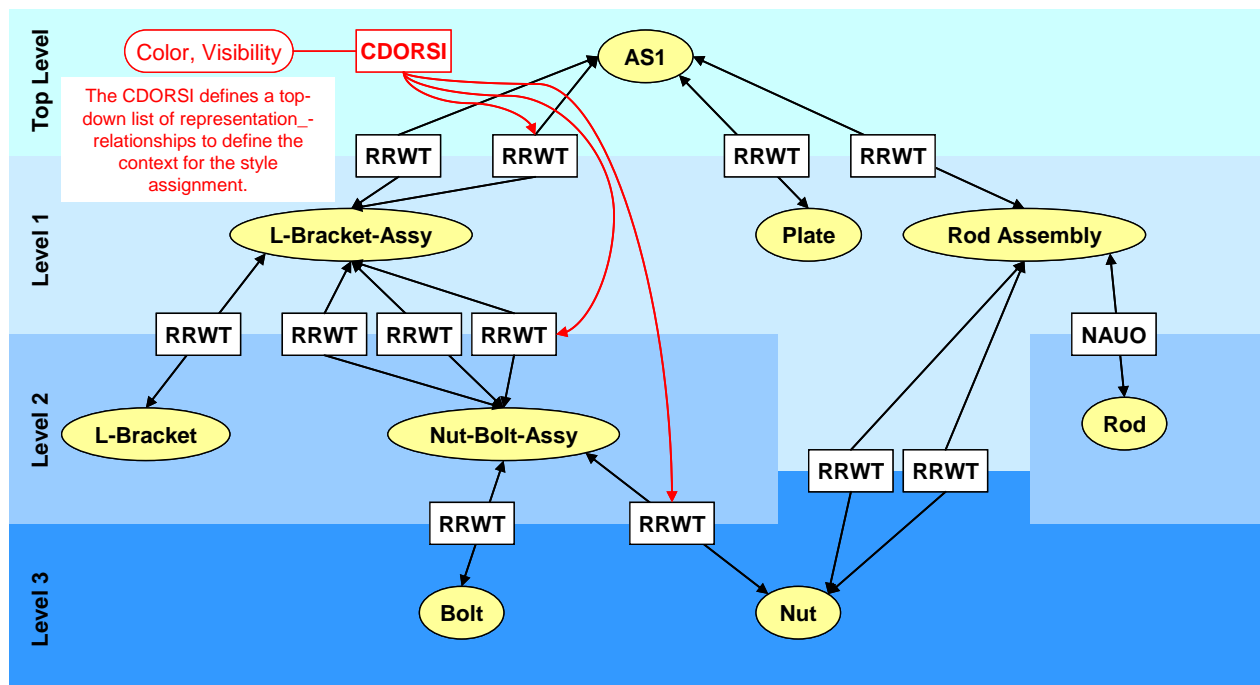 Top Level
Color, Visibility
CDORSI
AS1
The CDORSI defines a top-
down list of representation_-
relationships to define the
context for the style
assignment.
RRWT
RRWT
RRWT
RRWT
Level 1
L-Bracket-Assy
Plate
Rod Assembly
RRWT
RRWT
RRWT
RRWT
NAUO
Level 2
L-Bracket
Nut-Bolt-Assy
Rod
RRWT
RRWT
RRWT
RRWT
Level 3
Bolt
Nut